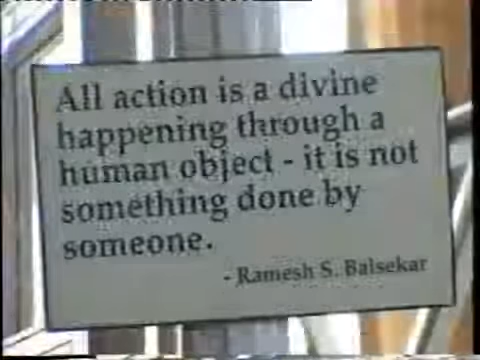 All action is a divine
happening through a
human object - it is not
something done by
someone.
- Ramesh S. Balsekar